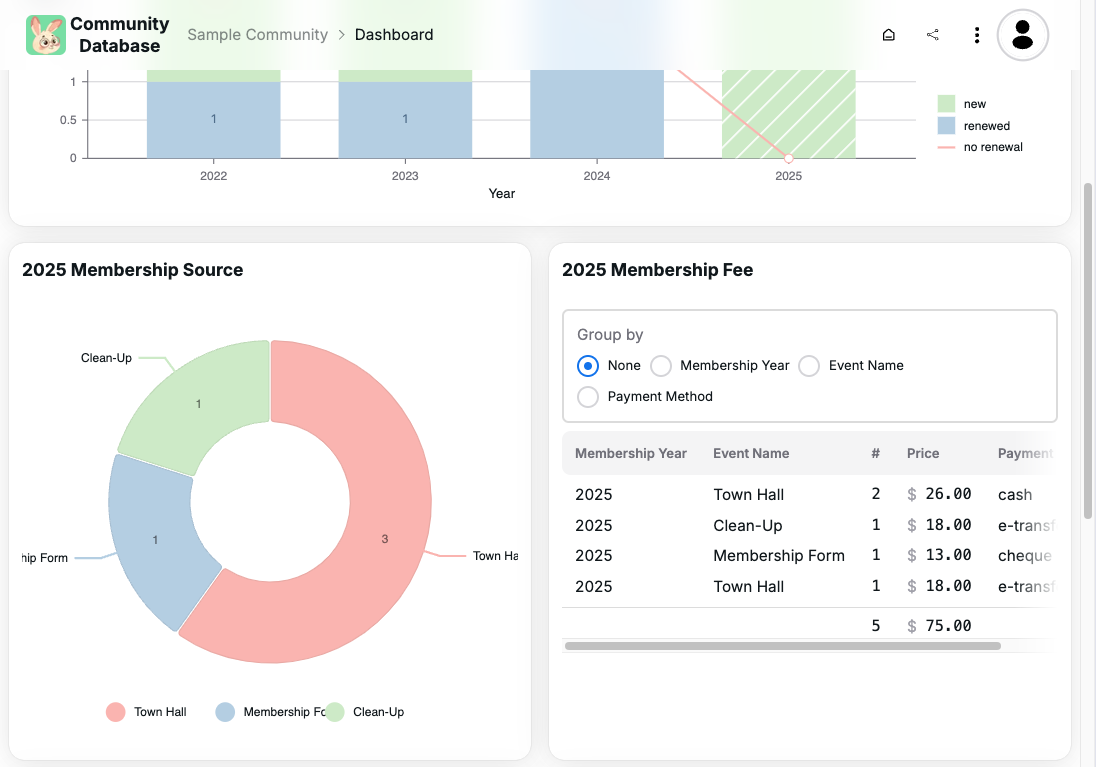 Community
Database
Sample Community > Dashboard
1
0.5
0
1
1
2022
2023
2024
2025
Year
new
renewed
no renewal
2025 Membership Source
Clean-Up
1
1
3
hip Form
Town Ha
Town Hall
Membership Fo
Clean-Up
2025 Membership Fee
Group by
None
Membership Year
Event Name
Payment Method
Membership Year Event Name # Price Payment
2025 Town Hall 2 $ 26.00 cash
2025 Clean-Up 1 $ 18.00 e-transf
2025 Membership Form 1 $ 13.00 cheque
2025 Town Hall 1 $ 18.00 e-transf
5 $ 75.00